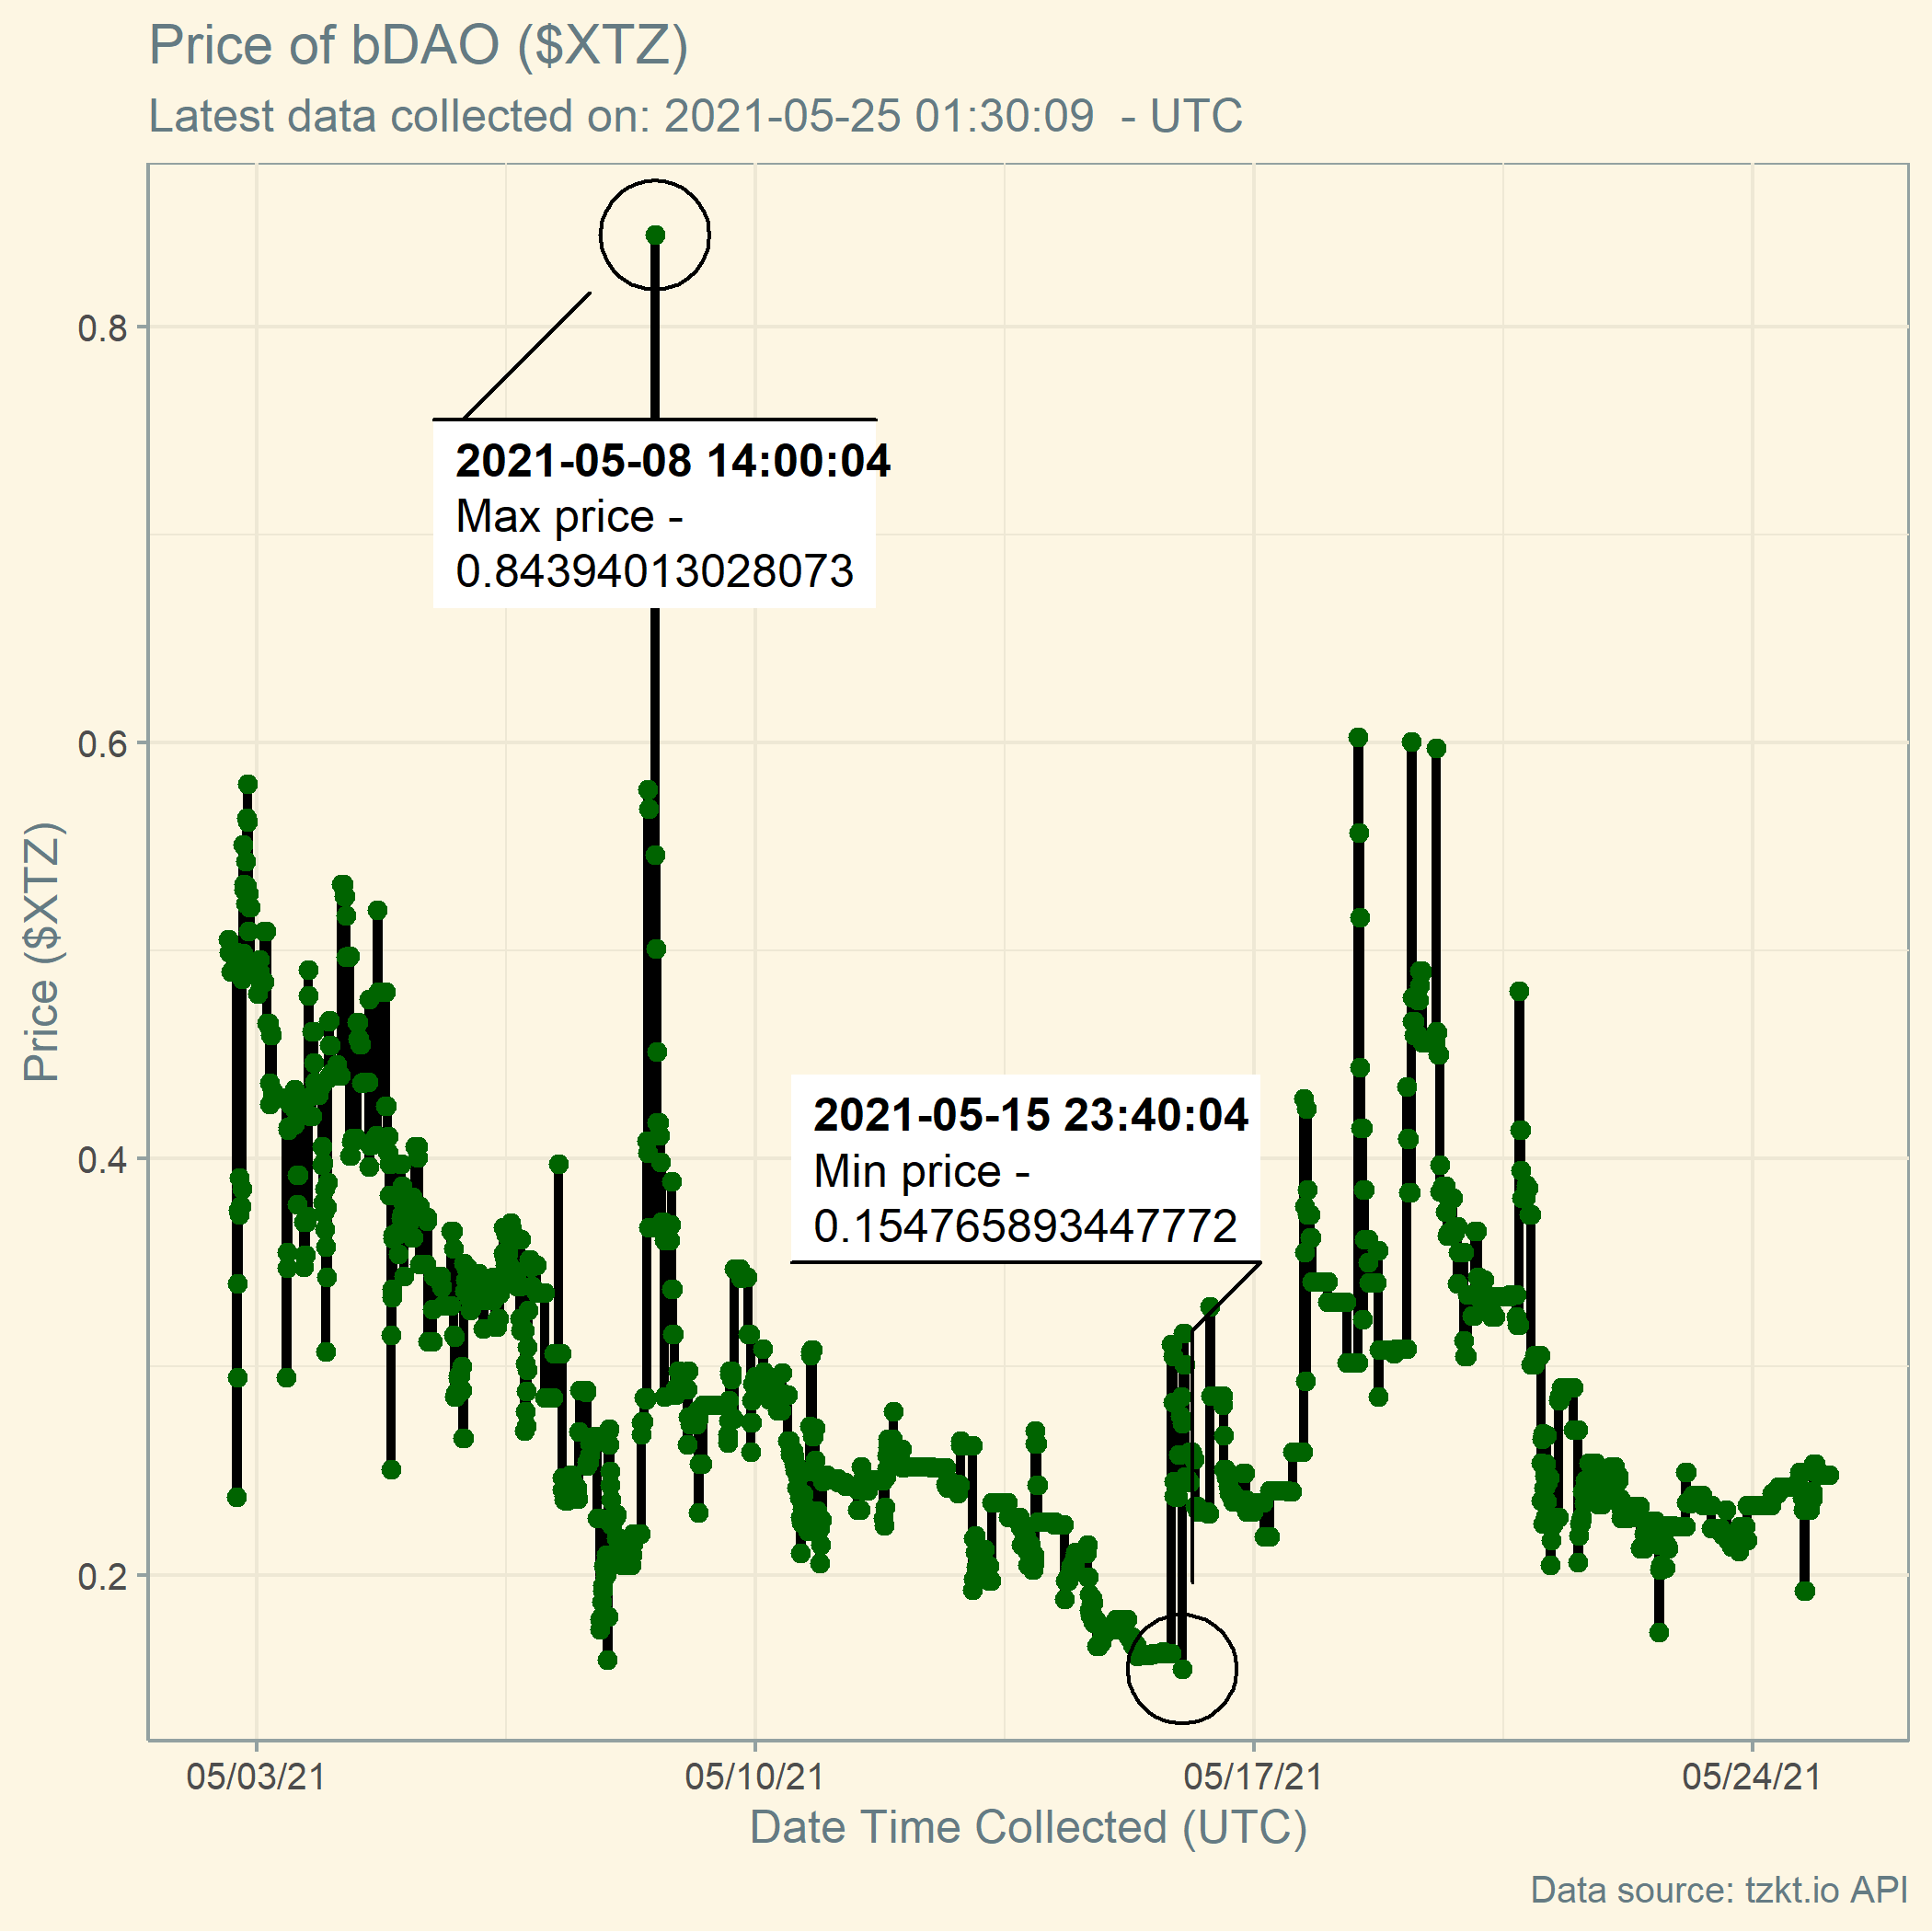 Price of bDAO ($XTZ)
Latest data collected on: 2021-05-25 01:30:09  - UTC
0.8
2021-05-08 14:00:04
Max price -
0.84394013028073
0.6
Price ($XTZ)
2021-05-15 23:40:04
Min price -
0.154765893447772
0.4
0.2
05/03/21
05/10/21
05/17/21
05/24/21
Date Time Collected (UTC)
Data source: tzkt.io API